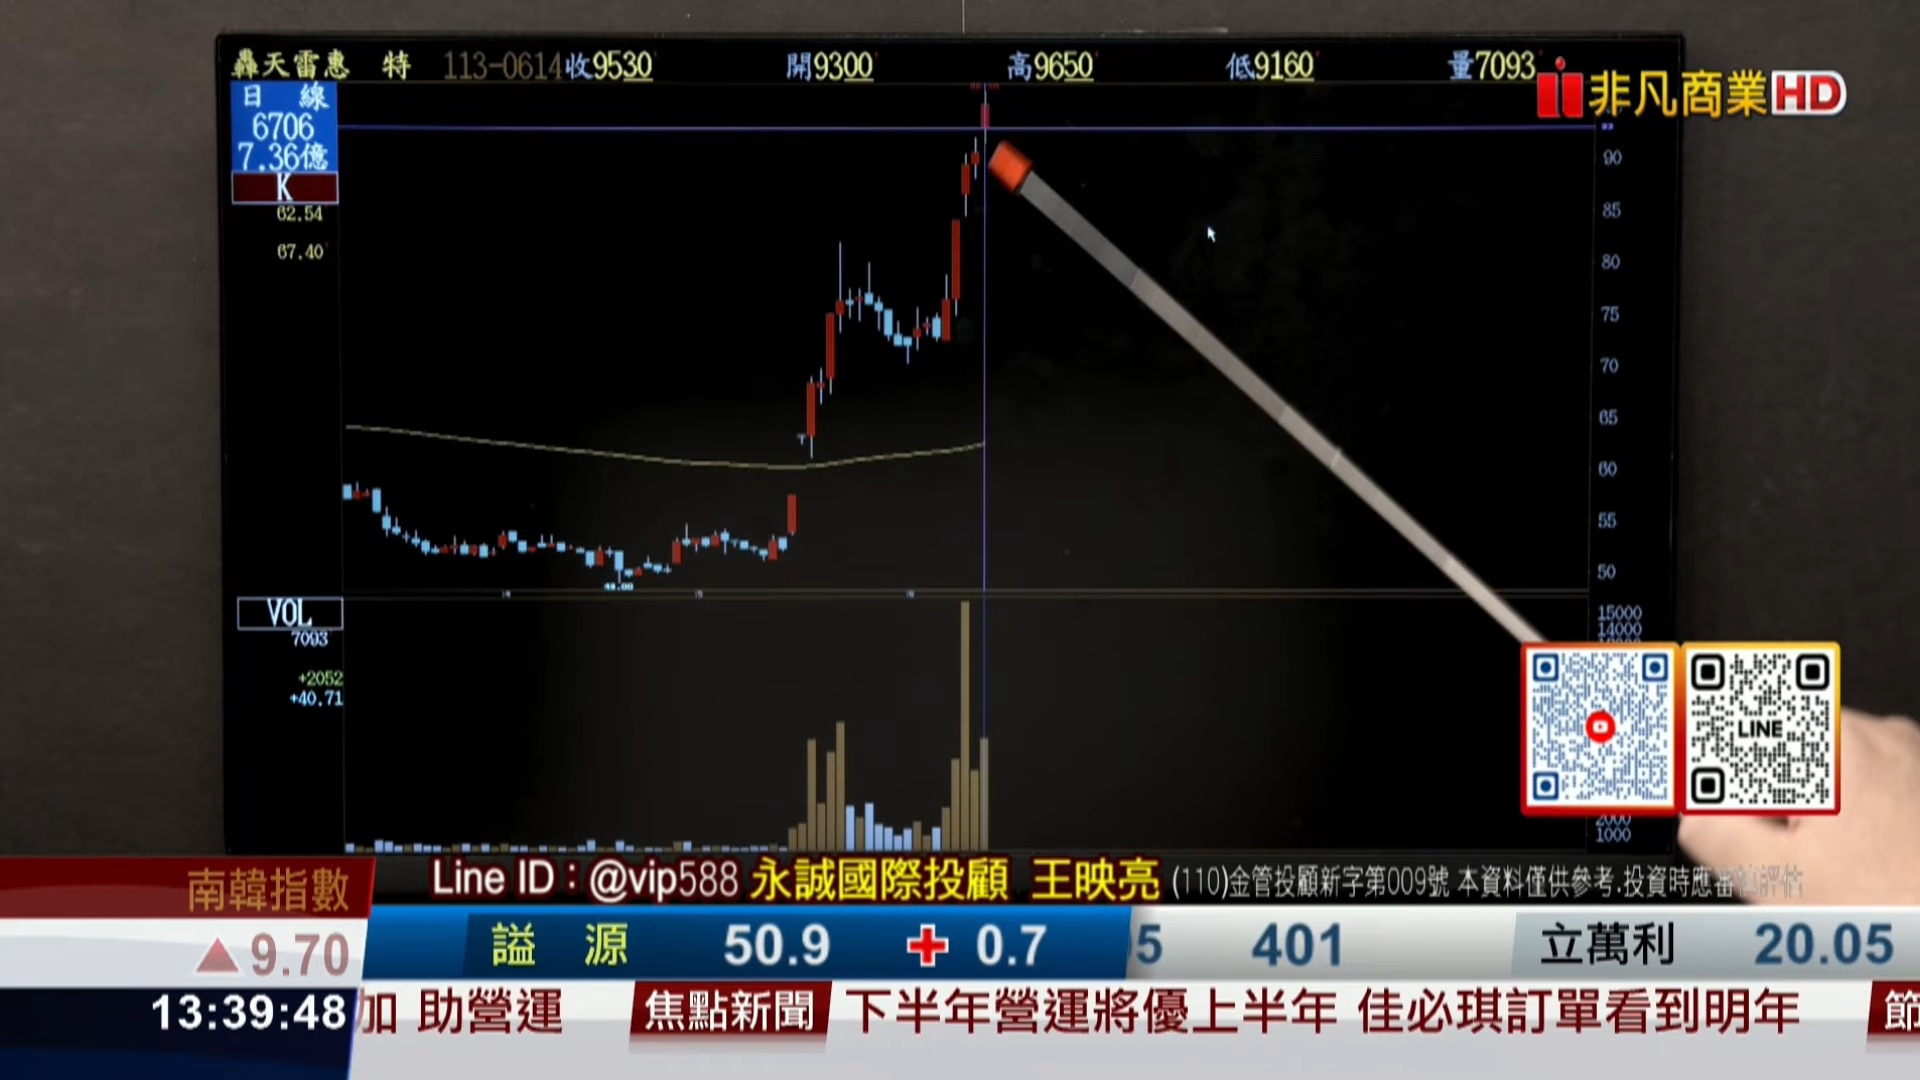 轟天雷惠 特 113-0614收9530 開9300 高9650 低9160 量7093
非凡商業HD
日 線
6706
7.36億
K
62.54
67.40
90
85
80
75
70
65
60
55
50
VOL
7093
+2052
+40.71
15000
14000
2000
1000
LINE
Line ID：@vip588 永誠國際投顧 王映亮 (110)金管投顧新字第009號 本資料僅供參考.投資時應審慎評估
南韓指數
▲9.70
謚 源 50.9 + 0.7
401 立萬利 20.05
13:39:48
加 助營運 焦點新聞 下半年營運將優上半年 佳必琪訂單看到明年